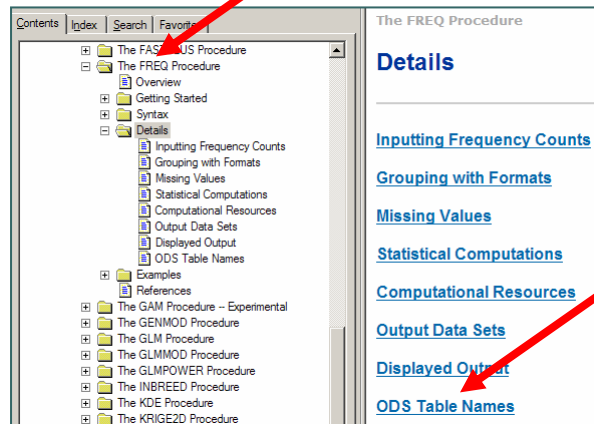 Contents Index Search Favorites
The FASTCLUS Procedure
The FREQ Procedure
Overview
Getting Started
Syntax
Details
Inputting Frequency Counts
Grouping with Formats
Missing Values
Statistical Computations
Computational Resources
Output Data Sets
Displayed Output
ODS Table Names
Examples
References
The GAM Procedure -- Experimental
The GENMOD Procedure
The GLM Procedure
The GLMMOD Procedure
The GLMPOWER Procedure
The INBREED Procedure
The KDE Procedure
The KRIGE2D Procedure
The FREQ Procedure
Details
Inputting Frequency Counts
Grouping with Formats
Missing Values
Statistical Computations
Computational Resources
Output Data Sets
Displayed Output
ODS Table Names